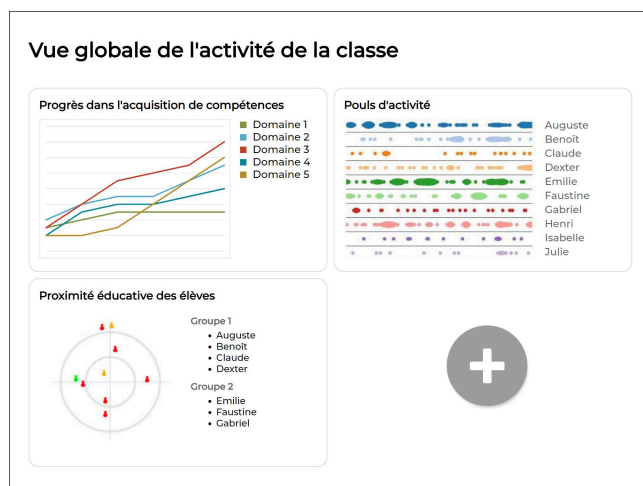 Vue globale de l'activité de la classe
Progrès dans l'acquisition de compétences
Domaine 1
Domaine 2
Domaine 3
Domaine 4
Domaine 5
Pouls d'activité
Auguste
Benoît
Claude
Dexter
Emilie
Faustine
Gabriel
Henri
Isabelle
Julie
Proximité éducative des élèves
Groupe 1
Auguste
Benoît
Claude
Dexter
Groupe 2
Emilie
Faustine
Gabriel